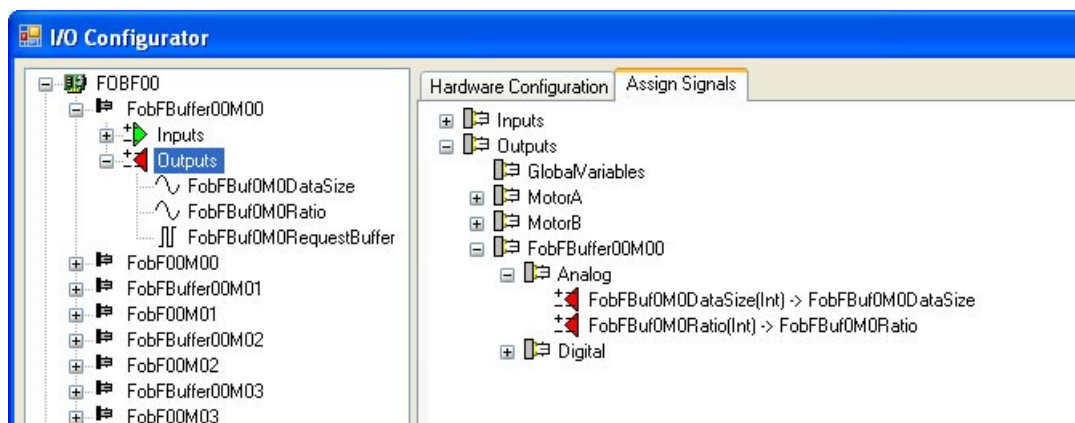 I/O Configurator
FOBF00
FobFBuffer00M00
Inputs
Outputs
FobFBuf0M0DataSize
FobFBuf0M0Ratio
FobFBuf0M0RequestBuffer
FobF00M00
FobFBuffer00M01
FobF00M01
FobFBuffer00M02
FobF00M02
FobFBuffer00M03
FobF00M03
Hardware Configuration Assign Signals
Inputs
Outputs
GlobalVariables
MotorA
MotorB
FobFBuffer00M00
Analog
FobFBuf0M0DataSize(Int) -> FobFBuf0M0DataSize
FobFBuf0M0Ratio(Int) -> FobFBuf0M0Ratio
Digital